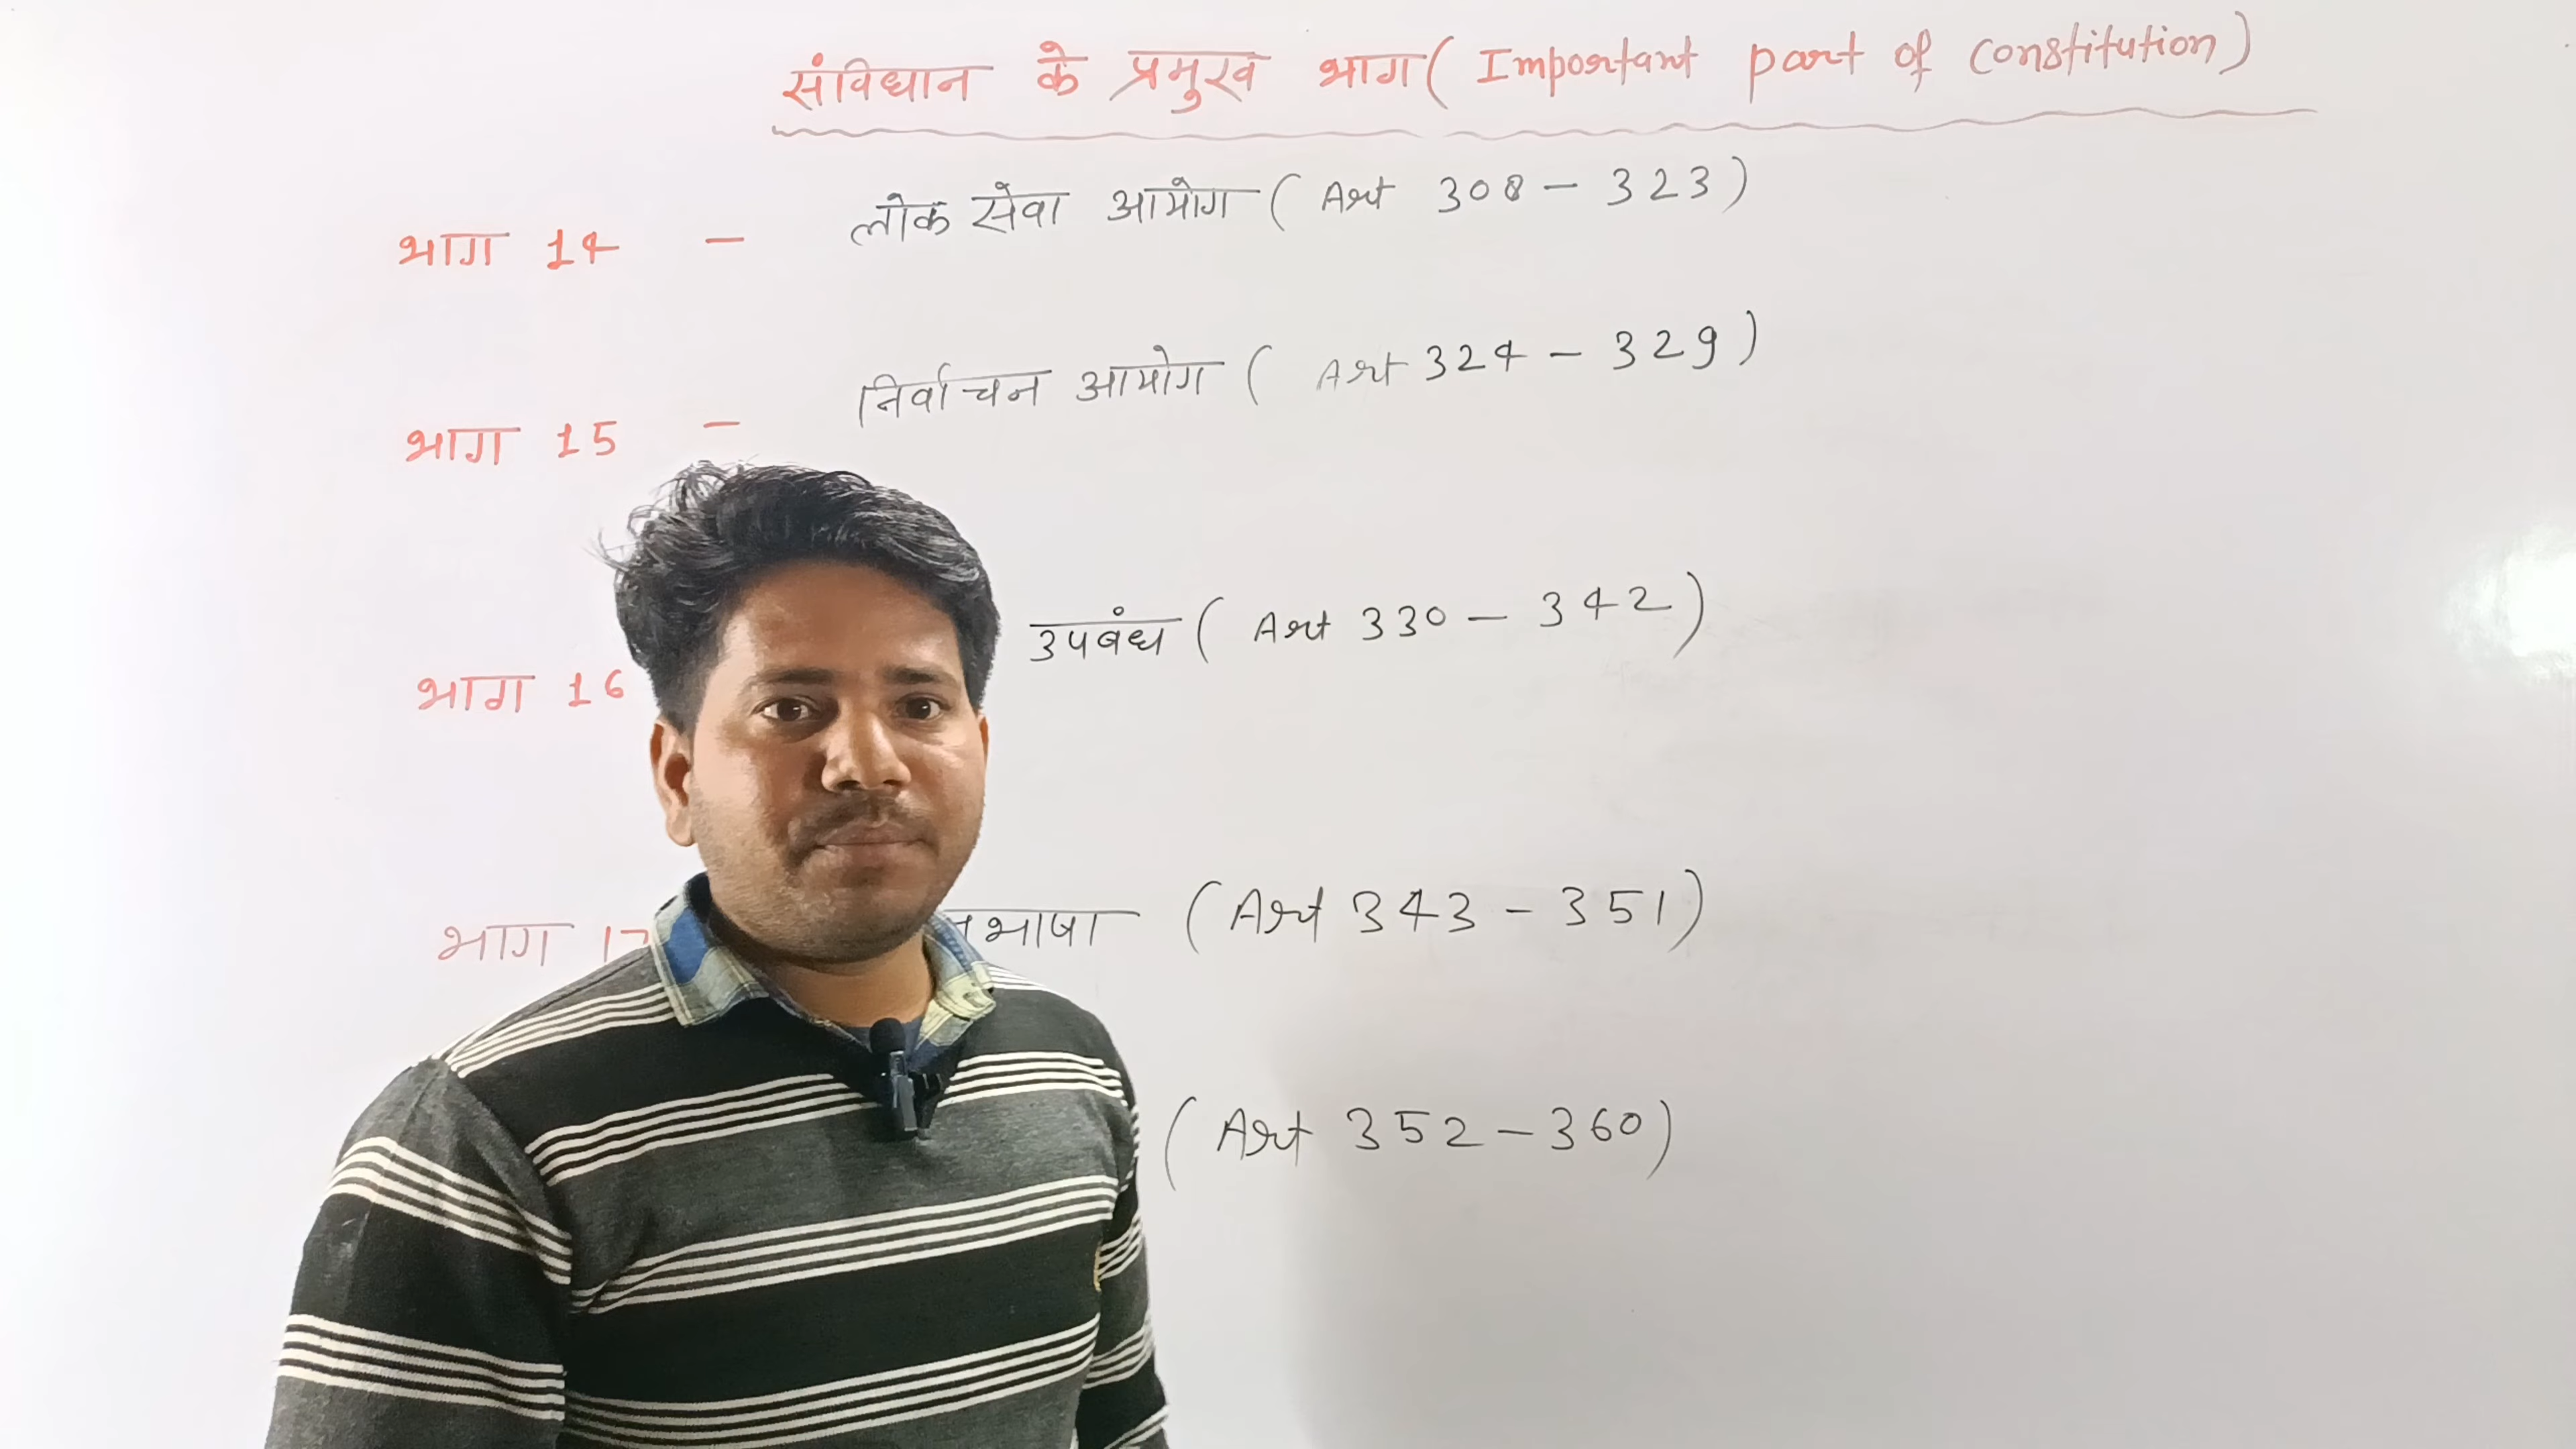 संविधान के प्रमुख भाग ( Important part of constitution )
भाग 14 - लोक सेवा आयोग ( Art 308 - 323 )
भाग 15 - निर्वाचन आयोग ( Art 324 - 329 )
भाग 16 उपबंध ( Art 330 - 342 )
भाग 17 भाषा ( Art 343 - 351 )
( Art 352 - 360 )